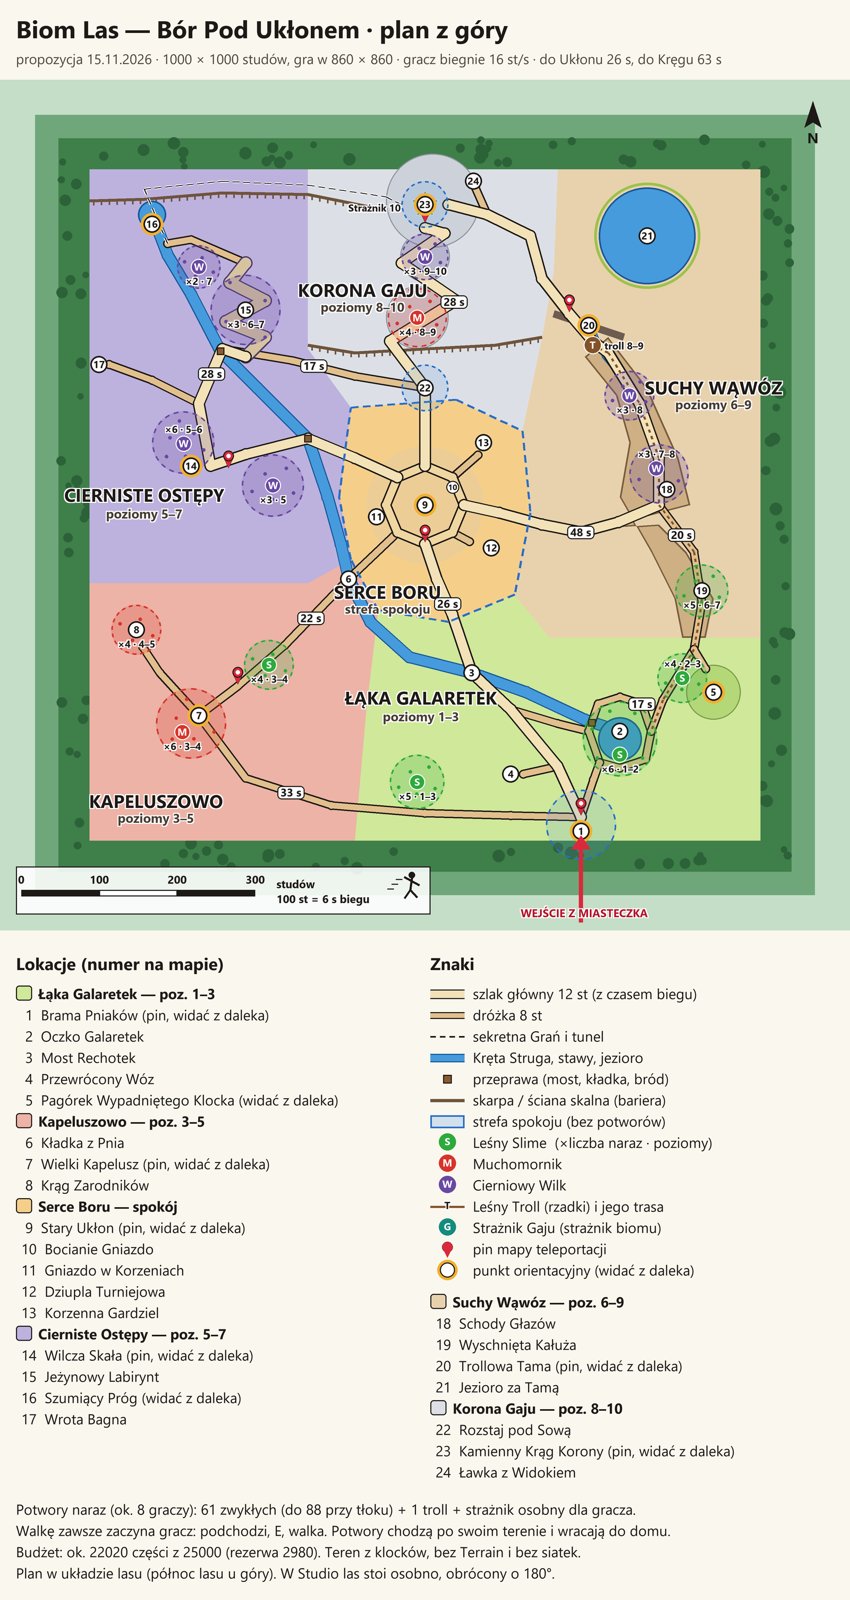 Biom Las — Bór Pod Ukłonem · plan z góry
propozycja 15.11.2026 · 1000 × 1000 studów, gra w 860 × 860 · gracz biegnie 16 st/s · do Ukłonu 26 s, do Kręgu 63 s
N
24
23
Strażnik 10
16
W
×3 · 9–10
21
W
×2 · 7
KORONA GAJU
poziomy 8–10
28 s
15
×3 · 6–7
M
×4 · 8–9
20
T
troll 8–9
17
17 s
28 s
22
SUCHY WĄWÓZ
poziomy 6–9
W
×3 · 8
×6 · 5–6
W
14
13
×3 · 7–8
W
18
W
×3 · 5
CIERNISTE OSTĘPY
poziomy 5–7
10
9
11
12
48 s
20 s
6
SERCE BORU
strefa spokoju
26 s
19
×5 · 6–7
22 s
8
×4 · 4–5
S
×4 · 3–4
3
×4 · 2–3
S
5
ŁĄKA GALARETEK
poziomy 1–3
7
M
×6 · 3–4
17 s
2
S
×6 · 1–2
4
S
×5 · 1–3
33 s
KAPELUSZOWO
poziomy 3–5
1
0 100 200 300
studów
100 st = 6 s biegu
WEJŚCIE Z MIASTECZKA
Lokacje (numer na mapie)
Łąka Galaretek — poz. 1–3
1 Brama Pniaków (pin, widać z daleka)
2 Oczko Galaretek
3 Most Rechotek
4 Przewrócony Wóz
5 Pagórek Wypadniętego Klocka (widać z daleka)
Kapeluszowo — poz. 3–5
6 Kładka z Pnia
7 Wielki Kapelusz (pin, widać z daleka)
8 Krąg Zarodników
Serce Boru — spokój
9 Stary Ukłon (pin, widać z daleka)
10 Bocianie Gniazdo
11 Gniazdo w Korzeniach
12 Dziupla Turniejowa
13 Korzenna Gardziel
Cierniste Ostępy — poz. 5–7
14 Wilcza Skała (pin, widać z daleka)
15 Jeżynowy Labirynt
16 Szumiący Próg (widać z daleka)
17 Wrota Bagna
Znaki
szlak główny 12 st (z czasem biegu)
dróżka 8 st
sekretna Grań i tunel
Kręta Struga, stawy, jezioro
przeprawa (most, kładka, bród)
skarpa / ściana skalna (bariera)
strefa spokoju (bez potworów)
S Leśny Slime (×liczba naraz · poziomy)
M Muchomornik
W Cierniowy Wilk
T Leśny Troll (rzadki) i jego trasa
G Strażnik Gaju (strażnik biomu)
pin mapy teleportacji
punkt orientacyjny (widać z daleka)
Suchy Wąwóz — poz. 6–9
18 Schody Głazów
19 Wyschnięta Kałuża
20 Trollowa Tama (pin, widać z daleka)
21 Jezioro za Tamą
Korona Gaju — poz. 8–10
22 Rozstaj pod Sową
23 Kamienny Krąg Korony (pin, widać z daleka)
24 Ławka z Widokiem
Potwory naraz (ok. 8 graczy): 61 zwykłych (do 88 przy tłoku) + 1 troll + strażnik osobny dla gracza.
Walkę zawsze zaczyna gracz: podchodzi, E, walka. Potwory chodzą po swoim terenie i wracają do domu.
Budżet: ok. 22020 części z 25000 (rezerwa 2980). Teren z klocków, bez Terrain i bez siatek.
Plan w układzie lasu (północ lasu u góry). W Studio las stoi osobno, obrócony o 180°.